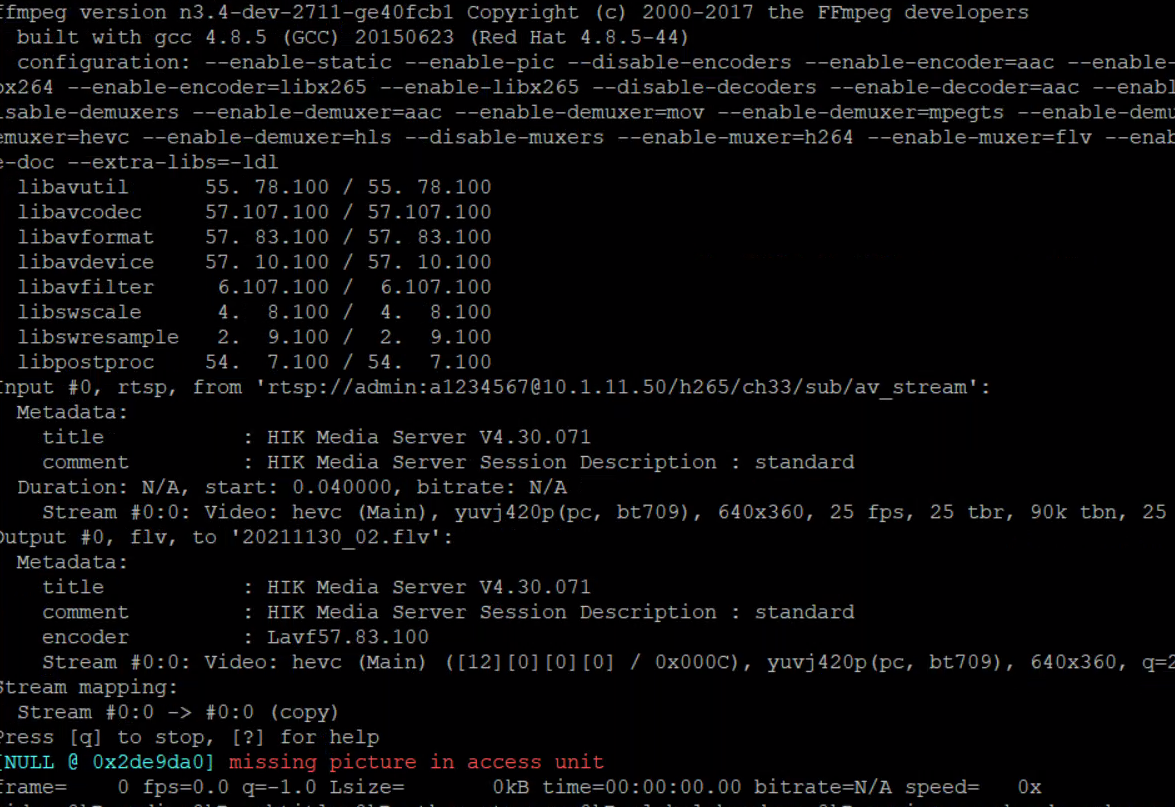 ffmpeg version n3.4-dev-2711-ge40fcb1 Copyright (c) 2000-2017 the FFmpeg developers
built with gcc 4.8.5 (GCC) 20150623 (Red Hat 4.8.5-44)
configuration: --enable-static --enable-pic --disable-encoders --enable-encoder=aac --enable-
bx264 --enable-encoder=libx265 --enable-libx265 --disable-decoders --enable-decoder=aac --enabl
isable-demuxers --enable-demuxer=aac --enable-demuxer=mov --enable-demuxer=mpegts --enable-demu
emuxer=hevc --enable-demuxer=hls --disable-muxers --enable-muxer=h264 --enable-muxer=flv --enab
e-doc --extra-libs=-ldl
libavutil 55. 78.100 / 55. 78.100
libavcodec 57.107.100 / 57.107.100
libavformat 57. 83.100 / 57. 83.100
libavdevice 57. 10.100 / 57. 10.100
libavfilter 6.107.100 / 6.107.100
libswscale 4. 8.100 / 4. 8.100
libswresample 2. 9.100 / 2. 9.100
libpostproc 54. 7.100 / 54. 7.100
Input #0, rtsp, from 'rtsp://admin:a1234567@10.1.11.50/h265/ch33/sub/av_stream':
Metadata:
title : HIK Media Server V4.30.071
comment : HIK Media Server Session Description : standard
Duration: N/A, start: 0.040000, bitrate: N/A
Stream #0:0: Video: hevc (Main), yuvj420p(pc, bt709), 640x360, 25 fps, 25 tbr, 90k tbn, 25
Output #0, flv, to '20211130_02.flv':
Metadata:
title : HIK Media Server V4.30.071
comment : HIK Media Server Session Description : standard
encoder : Lavf57.83.100
Stream #0:0: Video: hevc (Main) ([12][0][0][0] / 0x000C), yuvj420p(pc, bt709), 640x360, q=2
Stream mapping:
Stream #0:0 -> #0:0 (copy)
Press [q] to stop, [?] for help
[NULL @ 0x2de9da0] missing picture in access unit
frame= 0 fps=0.0 q=-1.0 Lsize= 0kB time=00:00:00.00 bitrate=N/A speed= 0x